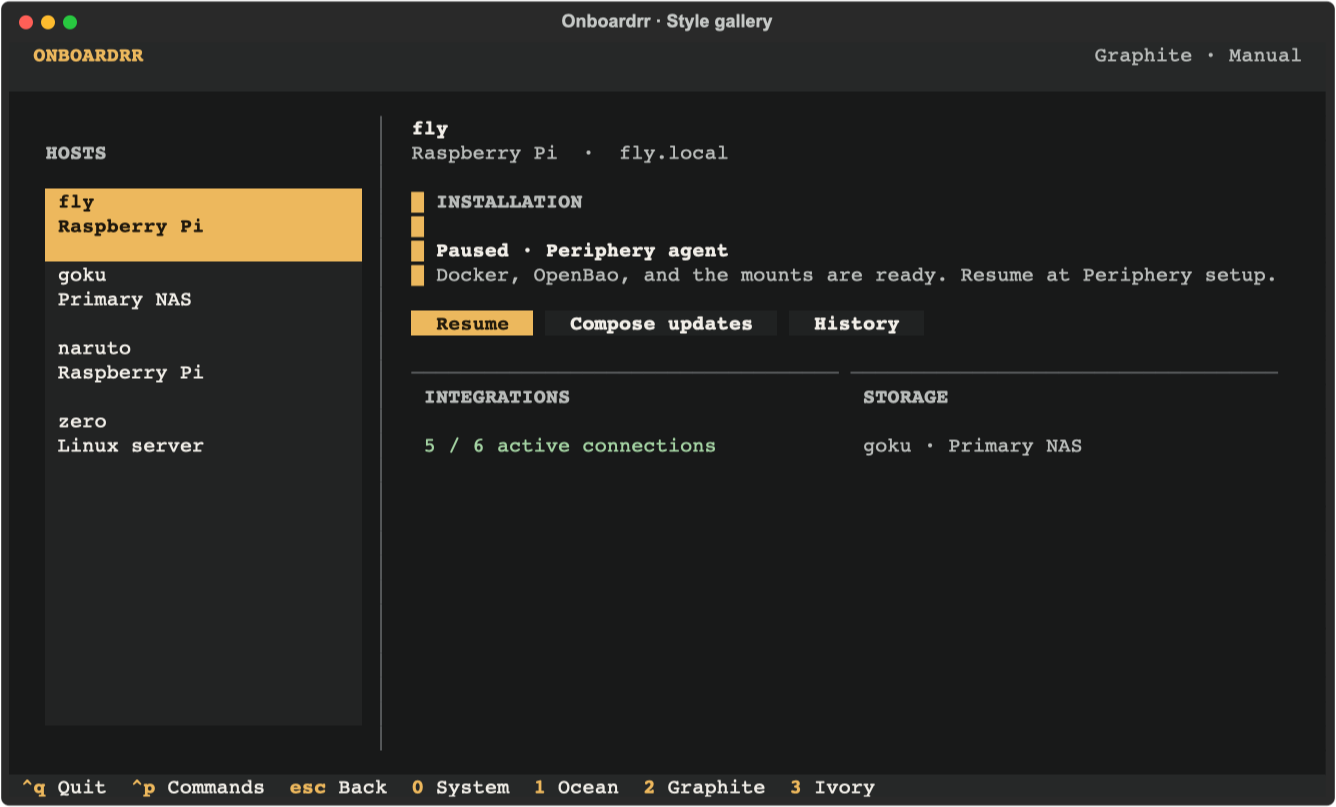 Onboardrr · Style gallery
ONBOARDRR
Graphite · Manual
HOSTS
fly
Raspberry Pi
goku
Primary NAS
naruto
Raspberry Pi
zero
Linux server
fly
Raspberry Pi · fly.local
INSTALLATION
Paused · Periphery agent
Docker, OpenBao, and the mounts are ready. Resume at Periphery setup.
Resume Compose updates History
INTEGRATIONS
5 / 6 active connections
STORAGE
goku · Primary NAS
^q Quit ^p Commands esc Back 0 System 1 Ocean 2 Graphite 3 Ivory